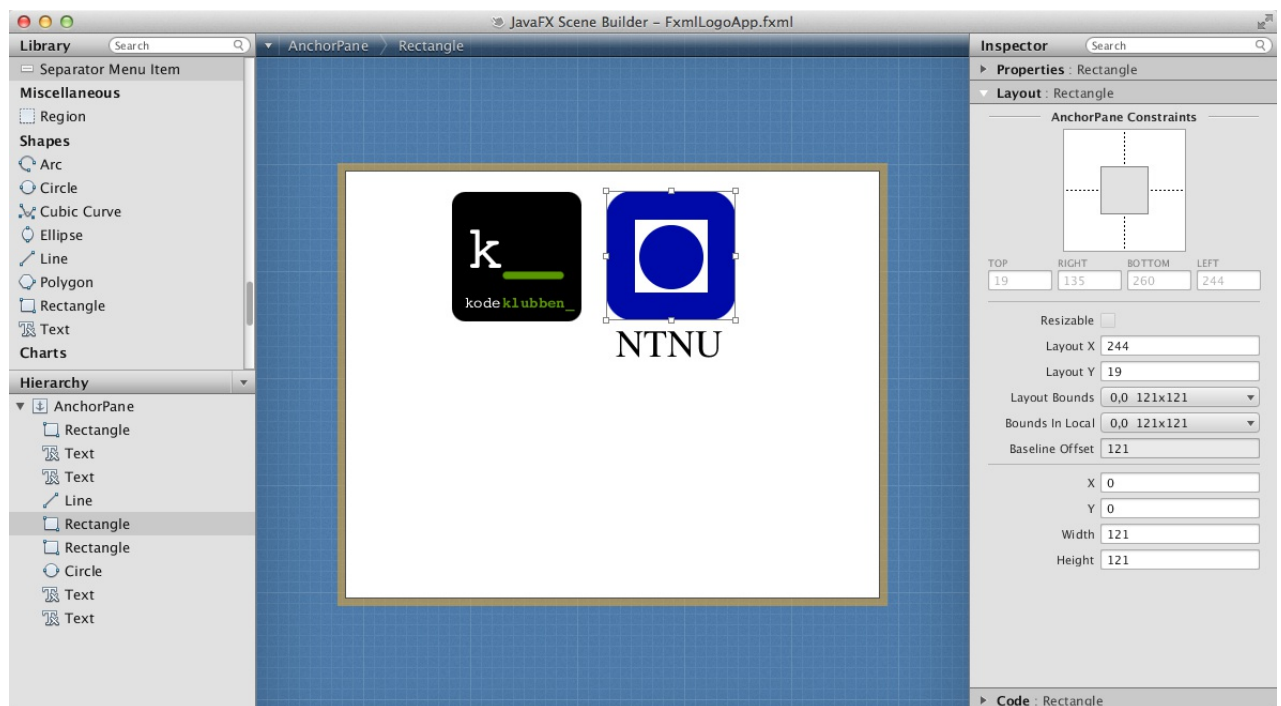 JavaFX Scene Builder – FxmlLogoApp.fxml
Library Search
Separator Menu Item
Miscellaneous
Region
Shapes
Arc
Circle
Cubic Curve
Ellipse
Line
Polygon
Rectangle
Text
Charts
Hierarchy
AnchorPane
Rectangle
Text
Text
Line
Rectangle
Rectangle
Circle
Text
Text
AnchorPane Rectangle
k_
kodeklubben_
NTNU
Inspector Search
Properties : Rectangle
Layout : Rectangle
AnchorPane Constraints
TOP RIGHT BOTTOM LEFT
19 135 260 244
Resizable
Layout X 244
Layout Y 19
Layout Bounds 0,0 121x121
Bounds In Local 0,0 121x121
Baseline Offset 121
X 0
Y 0
Width 121
Height 121
Code : Rectangle